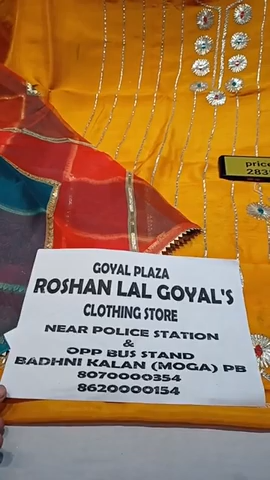 price
283
GOYAL PLAZA
ROSHAN LAL GOYAL'S
CLOTHING STORE
NEAR POLICE STATION
&
OPP BUS STAND
BADHNI KALAN (MOGA) PB
8070000354
8620000154